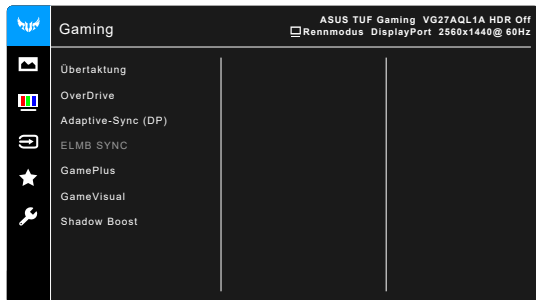 Gaming
ASUS TUF Gaming VG27AQL1A HDR Off
Rennmodus DisplayPort 2560x1440@ 60Hz
Übertaktung
OverDrive
Adaptive-Sync (DP)
ELMB SYNC
GamePlus
GameVisual
Shadow Boost